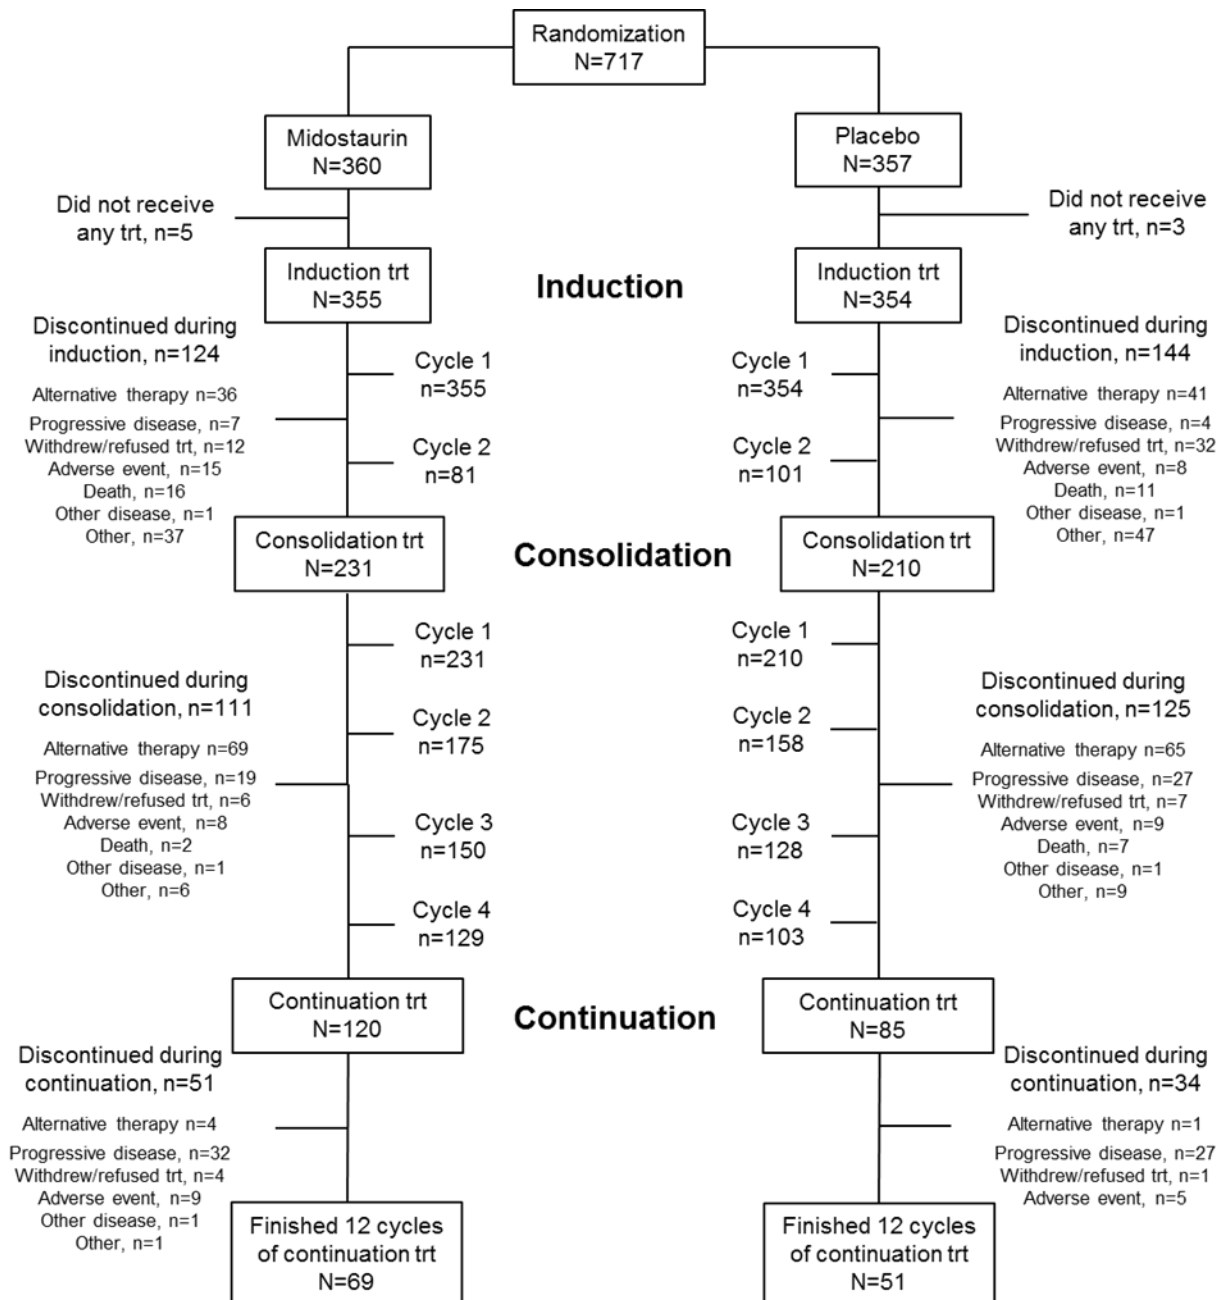 Randomization
N=717
Midostaurin
N=360
Placebo
N=357
Did not receive
any trt, n=5
Did not receive
any trt, n=3
Induction trt
N=355
Induction
Induction trt
N=354
Discontinued during
induction, n=124
Alternative therapy n=36
Progressive disease, n=7
Withdrew/refused trt, n=12
Adverse event, n=15
Death, n=16
Other disease, n=1
Other, n=37
Cycle 1
n=355
Cycle 2
n=81
Cycle 1
n=354
Cycle 2
n=101
Discontinued during
induction, n=144
Alternative therapy n=41
Progressive disease, n=4
Withdrew/refused trt, n=32
Adverse event, n=8
Death, n=11
Other disease, n=1
Other, n=47
Consolidation trt
N=231
Consolidation
Consolidation trt
N=210
Discontinued during
consolidation, n=111
Alternative therapy n=69
Progressive disease, n=19
Withdrew/refused trt, n=6
Adverse event, n=8
Death, n=2
Other disease, n=1
Other, n=6
Cycle 1
n=231
Cycle 2
n=175
Cycle 3
n=150
Cycle 4
n=129
Cycle 1
n=210
Cycle 2
n=158
Cycle 3
n=128
Cycle 4
n=103
Discontinued during
consolidation, n=125
Alternative therapy n=65
Progressive disease, n=27
Withdrew/refused trt, n=7
Adverse event, n=9
Death, n=7
Other disease, n=1
Other, n=9
Continuation trt
N=120
Continuation
Continuation trt
N=85
Discontinued during
continuation, n=51
Alternative therapy n=4
Progressive disease, n=32
Withdrew/refused trt, n=4
Adverse event, n=9
Other disease, n=1
Other, n=1
Discontinued during
continuation, n=34
Alternative therapy n=1
Progressive disease, n=27
Withdrew/refused trt, n=1
Adverse event, n=5
Finished 12 cycles
of continuation trt
N=69
Finished 12 cycles
of continuation trt
N=51